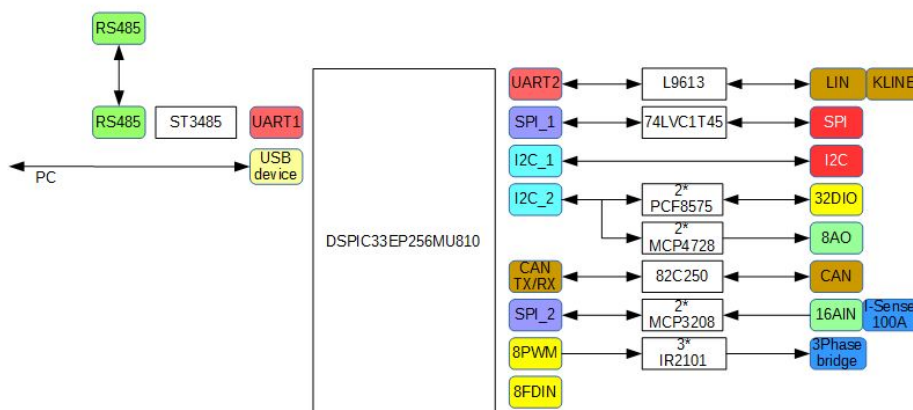 RS485
RS485
ST3485
UART1
USB
device
PC
DSPIC33EP256MU810
UART2
L9613
LIN
KLINE
SPI_1
74LVC1T45
SPI
I2C_1
I2C
I2C_2
2*
PCF8575
32DIO
2*
MCP4728
8AO
CAN
TX/RX
82C250
CAN
SPI_2
2*
MCP3208
16AIN
I-Sense
100A
8PWM
3*
IR2101
3Phase
bridge
8FDIN